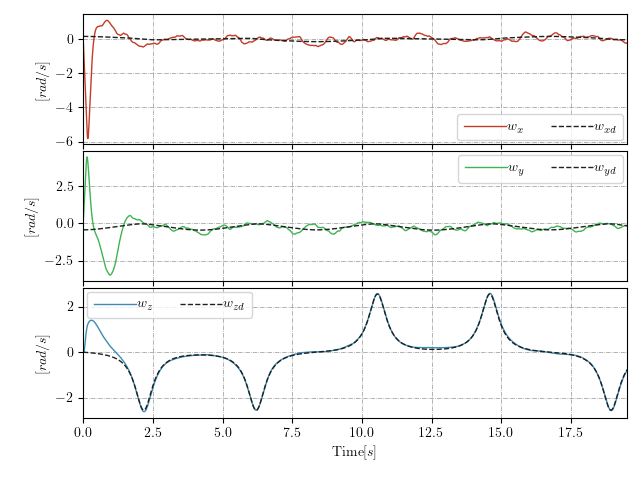 0
−2
−4
−6
[rad/s]
w_x w_xd
2.5
0.0
−2.5
[rad/s]
w_y w_yd
2
0
−2
[rad/s]
w_z w_zd
0.0 2.5 5.0 7.5 10.0 12.5 15.0 17.5
Time[s]